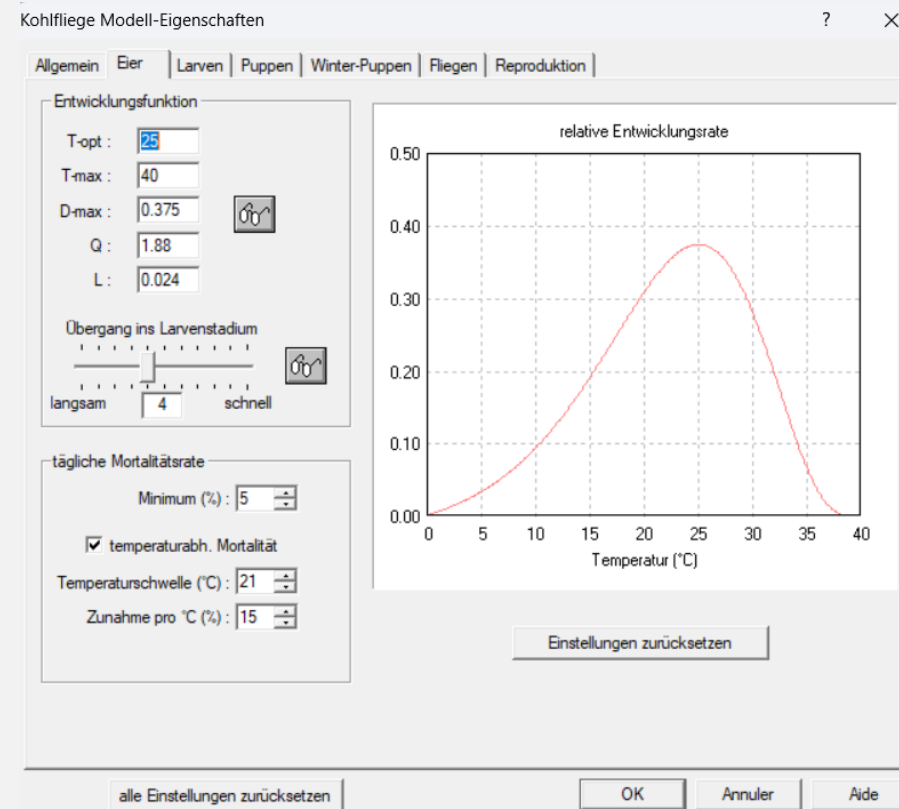 Kohlfliege Modell-Eigenschaften ?
Allgemein Eier Larven Puppen Winter-Puppen Fliegen Reproduktion
Entwicklungsfunktion
T-opt : 25
T-max : 40
D-max : 0.375
Q : 1.88
L : 0.024
Übergang ins Larvenstadium
langsam 4 schnell
tägliche Mortalitätsrate
Minimum (%) : 5
temperaturabh. Mortalität
Temperaturschwelle (°C) : 21
Zunahme pro °C (%) : 15
relative Entwicklungsrate
0.50
0.40
0.30
0.20
0.10
0.00
0 5 10 15 20 25 30 35 40
Temperatur (°C)
Einstellungen zurücksetzen
alle Einstellungen zurücksetzen OK Annuler Aide